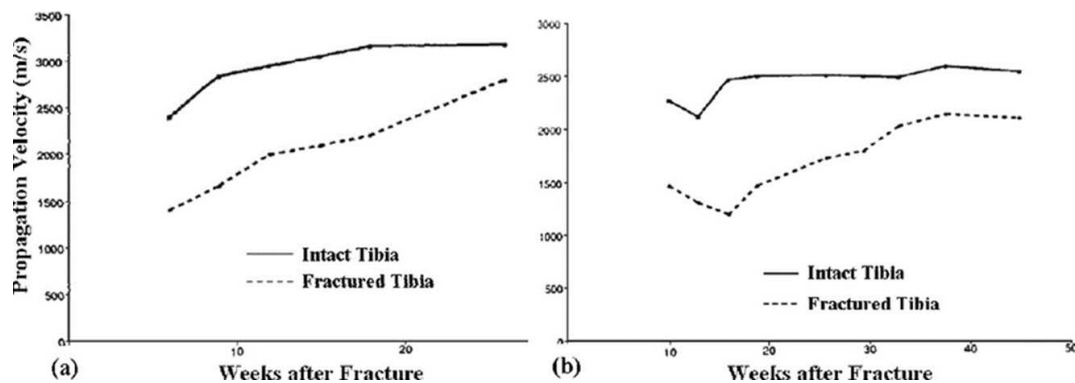 3500
3000
2500
2000
1500
1000
500
0
Propagation Velocity (m/s)
Intact Tibia
Fractured Tibia
10
20
(a)
Weeks after Fracture
3000
2500
2000
1500
1000
500
0
Intact Tibia
Fractured Tibia
10
20
30
40
50
(b)
Weeks after Fracture